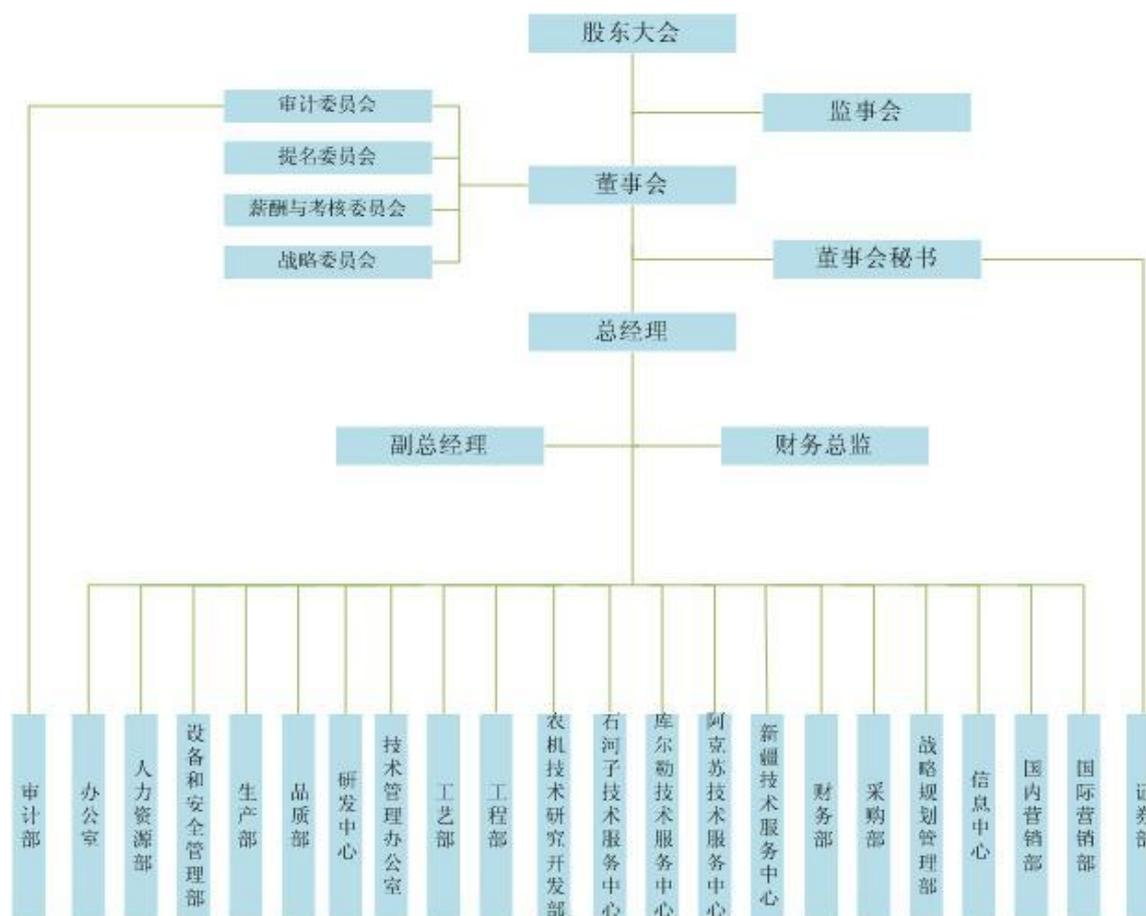 股东大会
审计委员会
监事会
提名委员会
董事会
薪酬与考核委员会
战略委员会
董事会秘书
总经理
副总经理
财务总监
审计部
办公室
人力资源部
设备和安全管理部
生产部
品质部
研发中心
技术管理办公室
工艺部
工程部
农机技术研究开发部
石河子技术服务中心
库尔勒技术服务中心
阿克苏技术服务中心
新疆技术服务中心
财务部
采购部
战略规划管理部
信息中心
国内营销部
国际营销部
证券部